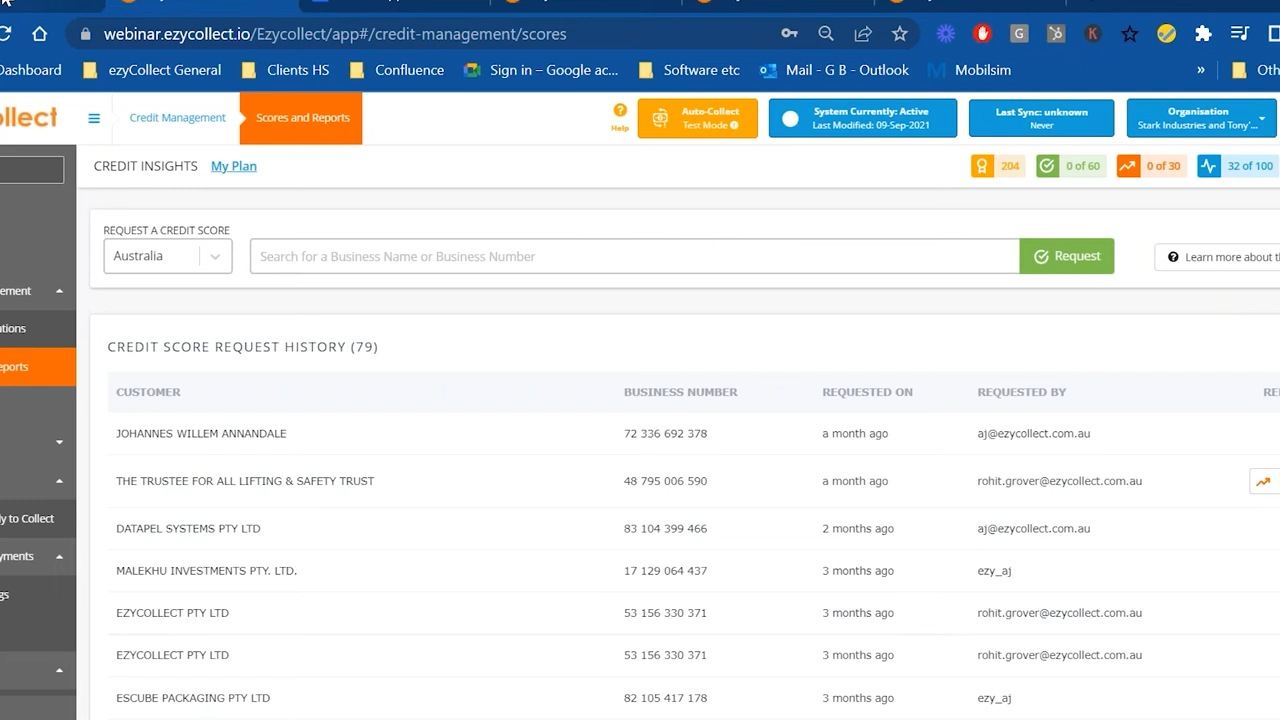 webinar.ezycollect.io/Ezycollect/app#/credit-management/scores
Dashboard ezyCollect General Clients HS Confluence Sign in – Google ac... Software etc Mail - G B - Outlook Mobilsim » Oth
ollect Credit Management Scores and Reports Help Auto-Collect Test Mode System Currently: Active Last Modified: 09-Sep-2021 Last Sync: unknown Never Organisation Stark Industries and Tony'...
CREDIT INSIGHTS My Plan 204 0 of 60 0 of 30 32 of 100
REQUEST A CREDIT SCORE
Australia Search for a Business Name or Business Number Request Learn more about th
ement
ations
eports
y to Collect
yments
gs
CREDIT SCORE REQUEST HISTORY (79)
CUSTOMER BUSINESS NUMBER REQUESTED ON REQUESTED BY RE
JOHANNES WILLEM ANNANDALE 72 336 692 378 a month ago aj@ezycollect.com.au
THE TRUSTEE FOR ALL LIFTING & SAFETY TRUST 48 795 006 590 a month ago rohit.grover@ezycollect.com.au
DATAPEL SYSTEMS PTY LTD 83 104 399 466 2 months ago aj@ezycollect.com.au
MALEKHU INVESTMENTS PTY. LTD. 17 129 064 437 3 months ago ezy_aj
EZYCOLLECT PTY LTD 53 156 330 371 3 months ago rohit.grover@ezycollect.com.au
EZYCOLLECT PTY LTD 53 156 330 371 3 months ago rohit.grover@ezycollect.com.au
ESCUBE PACKAGING PTY LTD 82 105 417 178 3 months ago ezy_aj